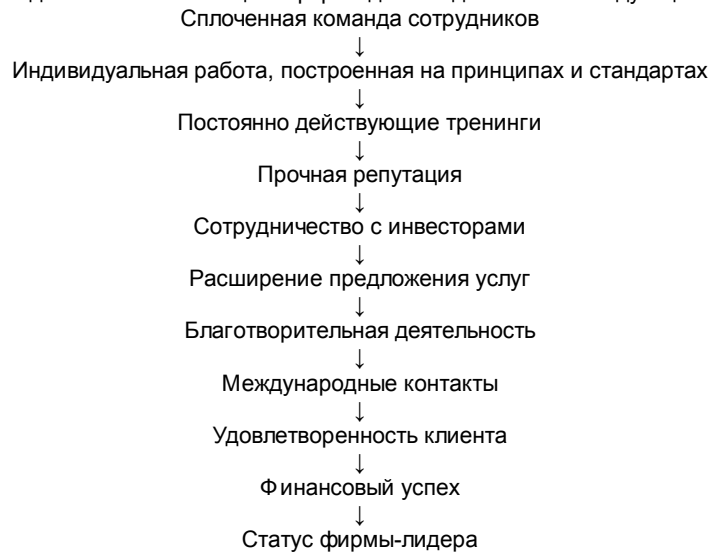 Сплоченная команда сотрудников
↓
Индивидуальная работа, построенная на принципах и стандартах
↓
Постоянно действующие тренинги
↓
Прочная репутация
↓
Сотрудничество с инвесторами
↓
Расширение предложения услуг
↓
Благотворительная деятельность
↓
Международные контакты
↓
Удовлетворенность клиента
↓
Финансовый успех
↓
Статус фирмы-лидера